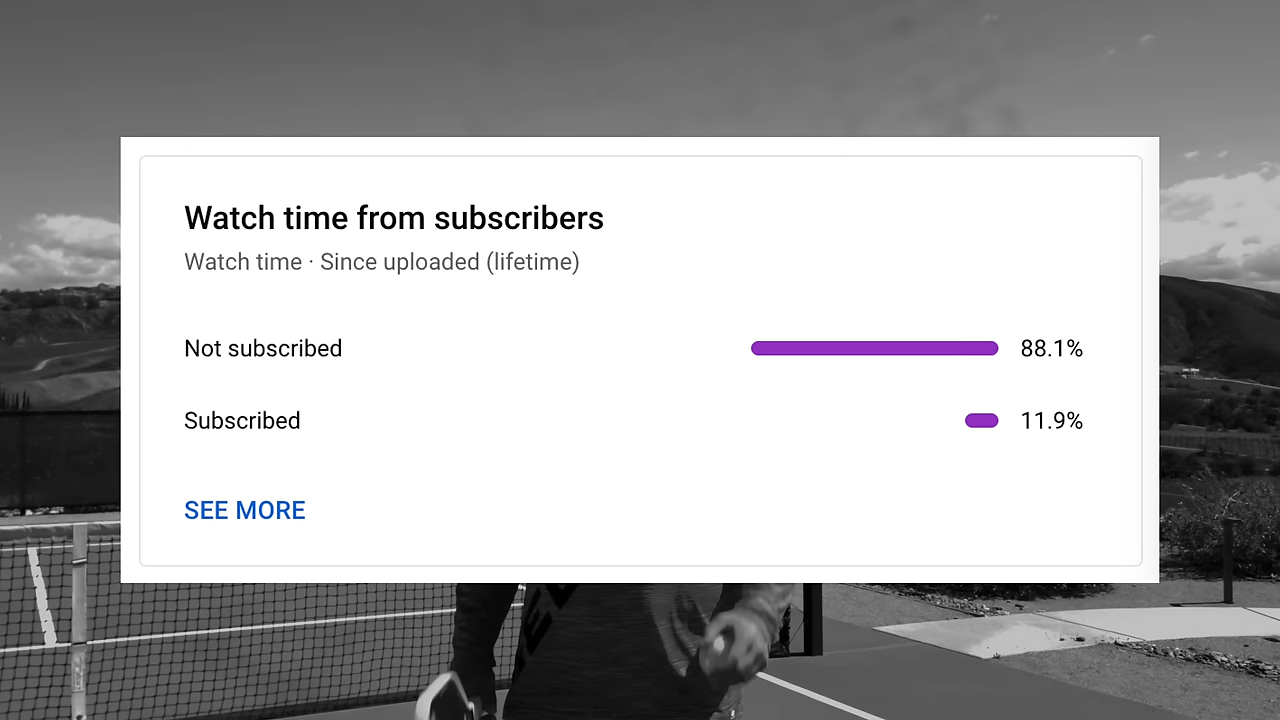 Watch time from subscribers
Watch time · Since uploaded (lifetime)
Not subscribed 88.1%
Subscribed 11.9%
SEE MORE